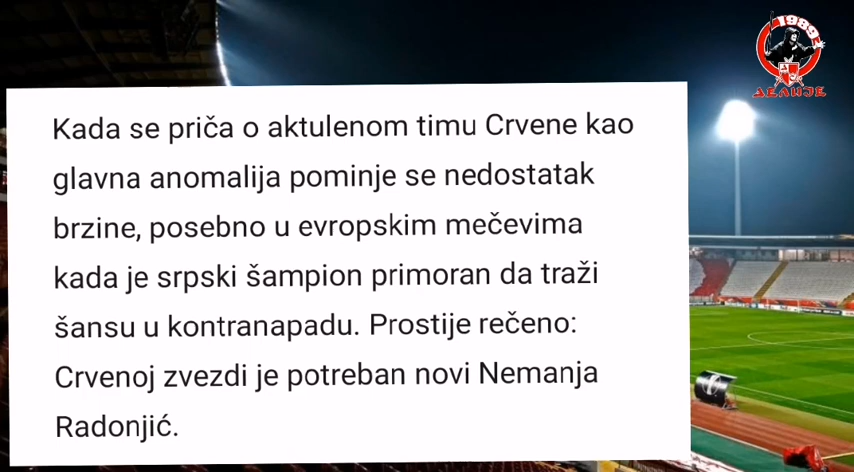 1989
ДЕЛИЈЕ
Kada se priča o aktulenom timu Crvene kao
glavna anomalija pominje se nedostatak
brzine, posebno u evropskim mečevima
kada je srpski šampion primoran da traži
šansu u kontranapadu. Prostije rečeno:
Crvenoj zvezdi je potreban novi Nemanja
Radonjić.